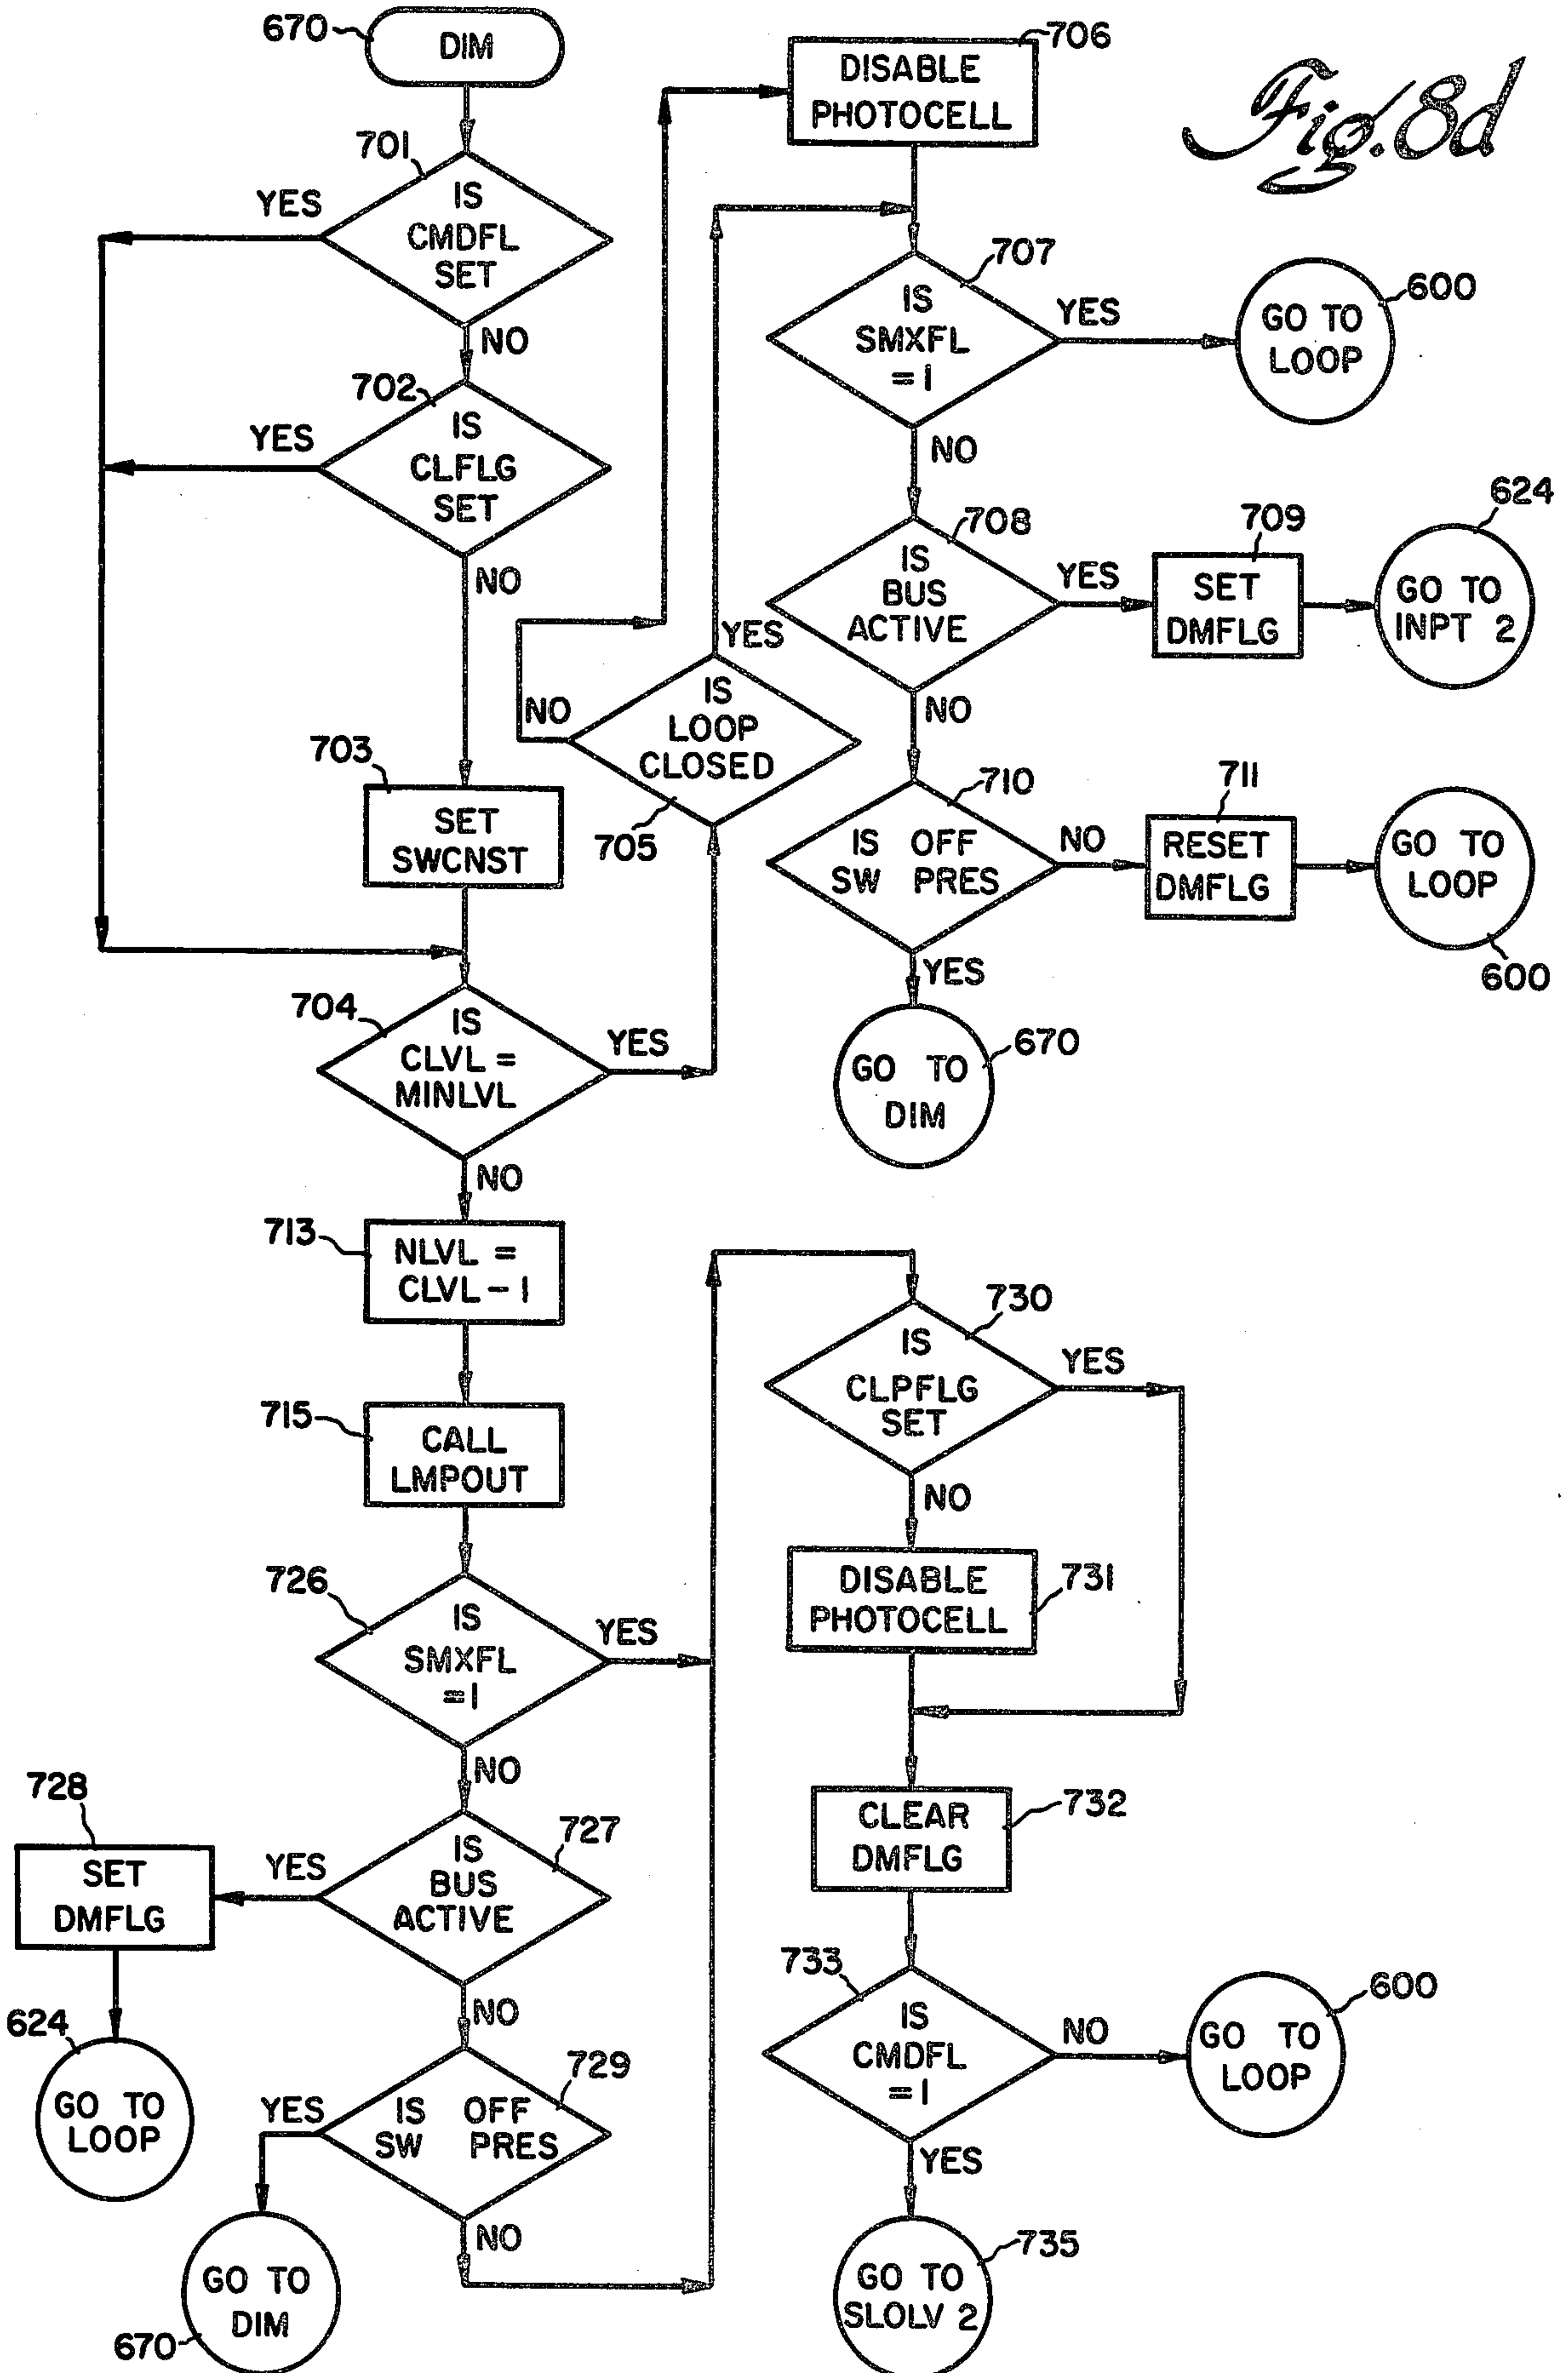 Fig. 8d
670
DIM
701
IS
CMDFL
SET
YES
NO
702
IS
CLFLG
SET
YES
NO
703
SET
SWCNST
704
IS
CLVL =
MINLVL
YES
NO
705
IS
LOOP
CLOSED
NO
YES
706
DISABLE
PHOTOCELL
707
IS
SMXFL
= 1
YES
600
GO TO
LOOP
NO
708
IS
BUS
ACTIVE
YES
709
SET
DMFLG
624
GO TO
INPT 2
NO
710
IS OFF
SW PRES
NO
711
RESET
DMFLG
GO TO
LOOP
600
YES
670
GO TO
DIM
713
NLVL =
CLVL - 1
715
CALL
LMPOUT
726
IS
SMXFL
= 1
YES
NO
727
IS
BUS
ACTIVE
YES
728
SET
DMFLG
624
GO TO
LOOP
NO
729
IS OFF
SW PRES
YES
GO TO
DIM
670
NO
730
IS
CLPFLG
SET
YES
NO
731
DISABLE
PHOTOCELL
732
CLEAR
DMFLG
733
IS
CMDFL
= 1
NO
600
GO TO
LOOP
YES
735
GO TO
SLOLV 2